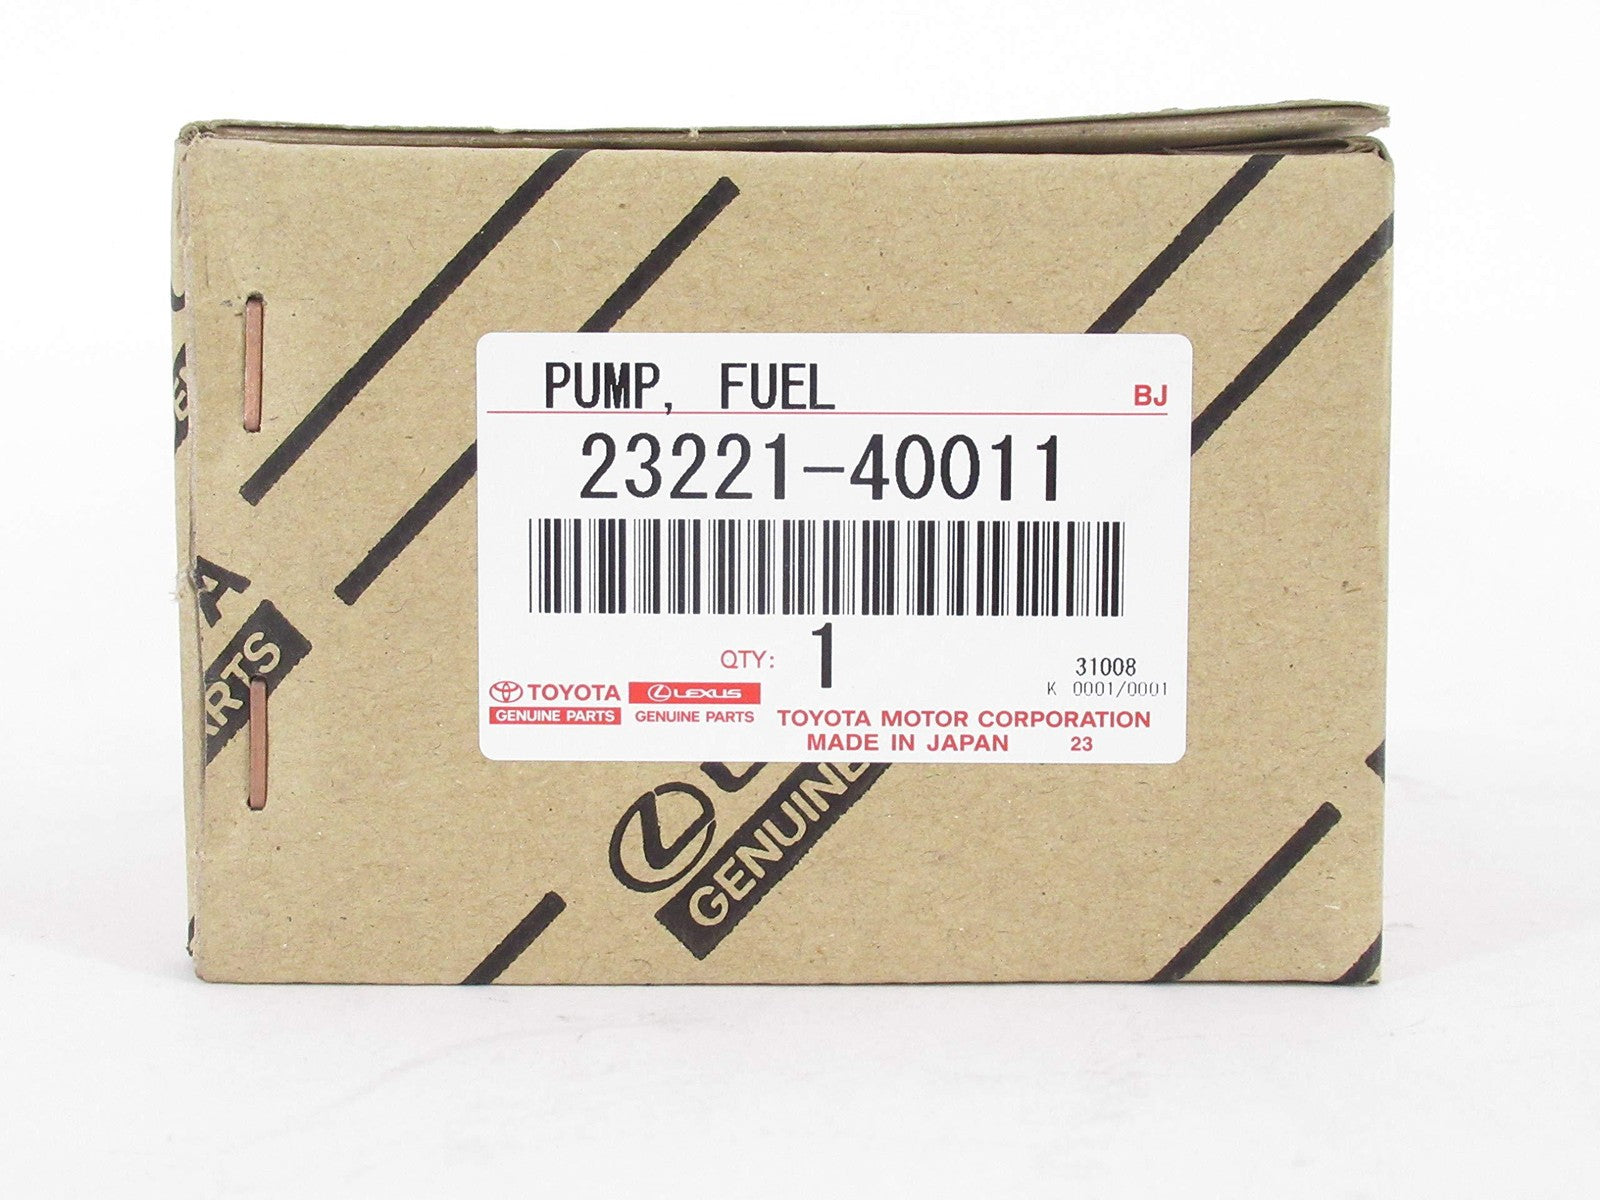 PUMP, FUEL BJ
23221-40011
QTY: 1
31008
K 0001/0001
TOYOTA LEXUS
GENUINE PARTS GENUINE PARTS
TOYOTA MOTOR CORPORATION
MADE IN JAPAN 23
A
PARTS
L
GENUINE